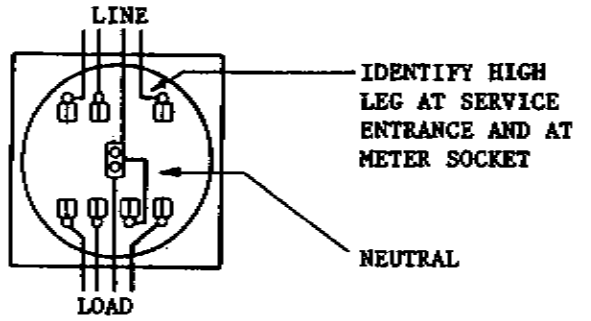 LINE
IDENTIFY HIGH
LEG AT SERVICE
ENTRANCE AND AT
METER SOCKET
NEUTRAL
LOAD